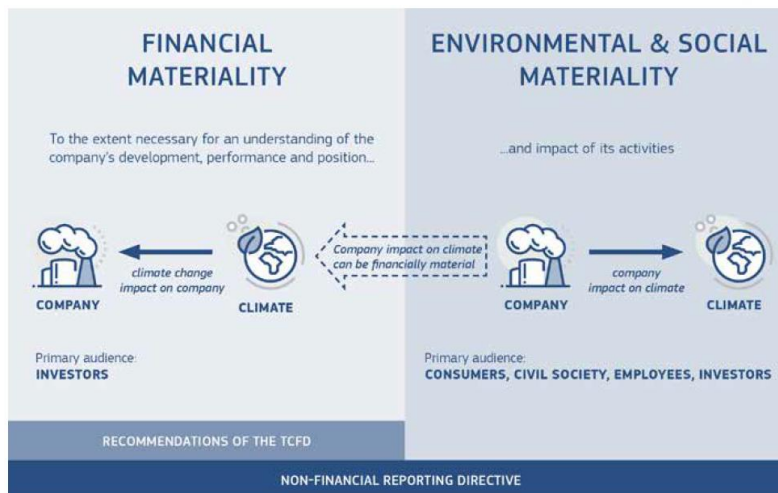 FINANCIAL
MATERIALITY
To the extent necessary for an understanding of the
company's development, performance and position...
COMPANY
climate change
impact on company
CLIMATE
Primary audience:
INVESTORS
RECOMMENDATIONS OF THE TCFD
Company impact on climate
can be financially material
ENVIRONMENTAL & SOCIAL
MATERIALITY
...and impact of its activities
COMPANY
company
impact on climate
CLIMATE
Primary audience:
CONSUMERS, CIVIL SOCIETY, EMPLOYEES, INVESTORS
NON-FINANCIAL REPORTING DIRECTIVE